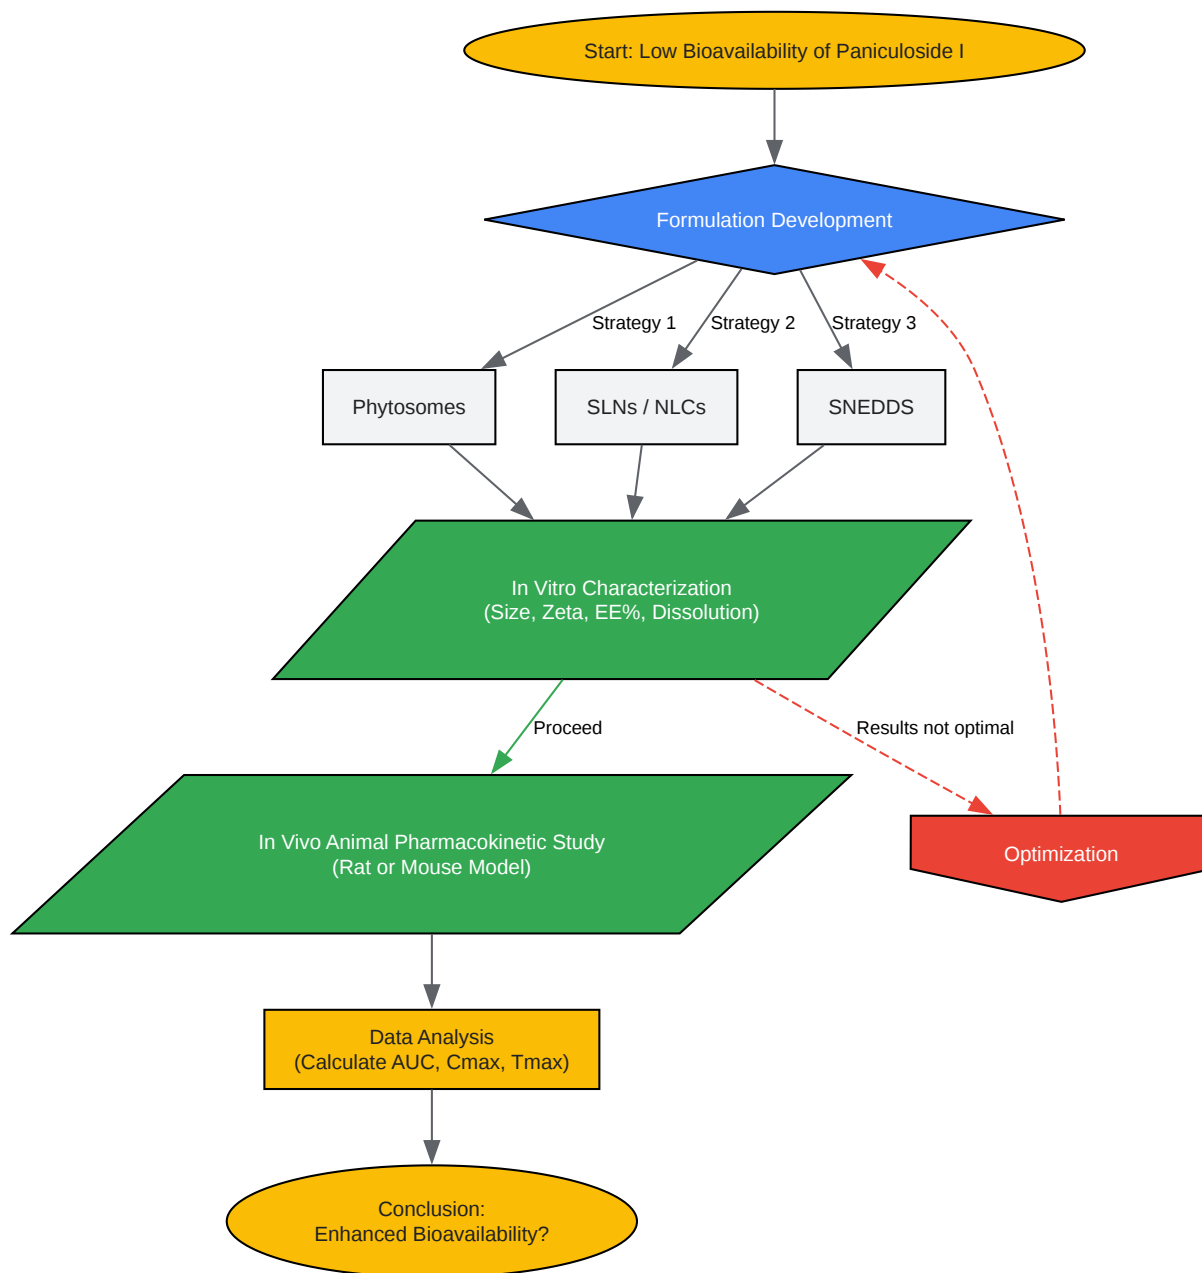 Start: Low Bioavailability of Paniculoside I
Formulation Development
Strategy 1
Strategy 2
Strategy 3
Phytosomes
SLNs / NLCs
SNEDDS
In Vitro Characterization
(Size, Zeta, EE%, Dissolution)
Proceed
Results not optimal
In Vivo Animal Pharmacokinetic Study
(Rat or Mouse Model)
Optimization
Data Analysis
(Calculate AUC, Cmax, Tmax)
Conclusion:
Enhanced Bioavailability?